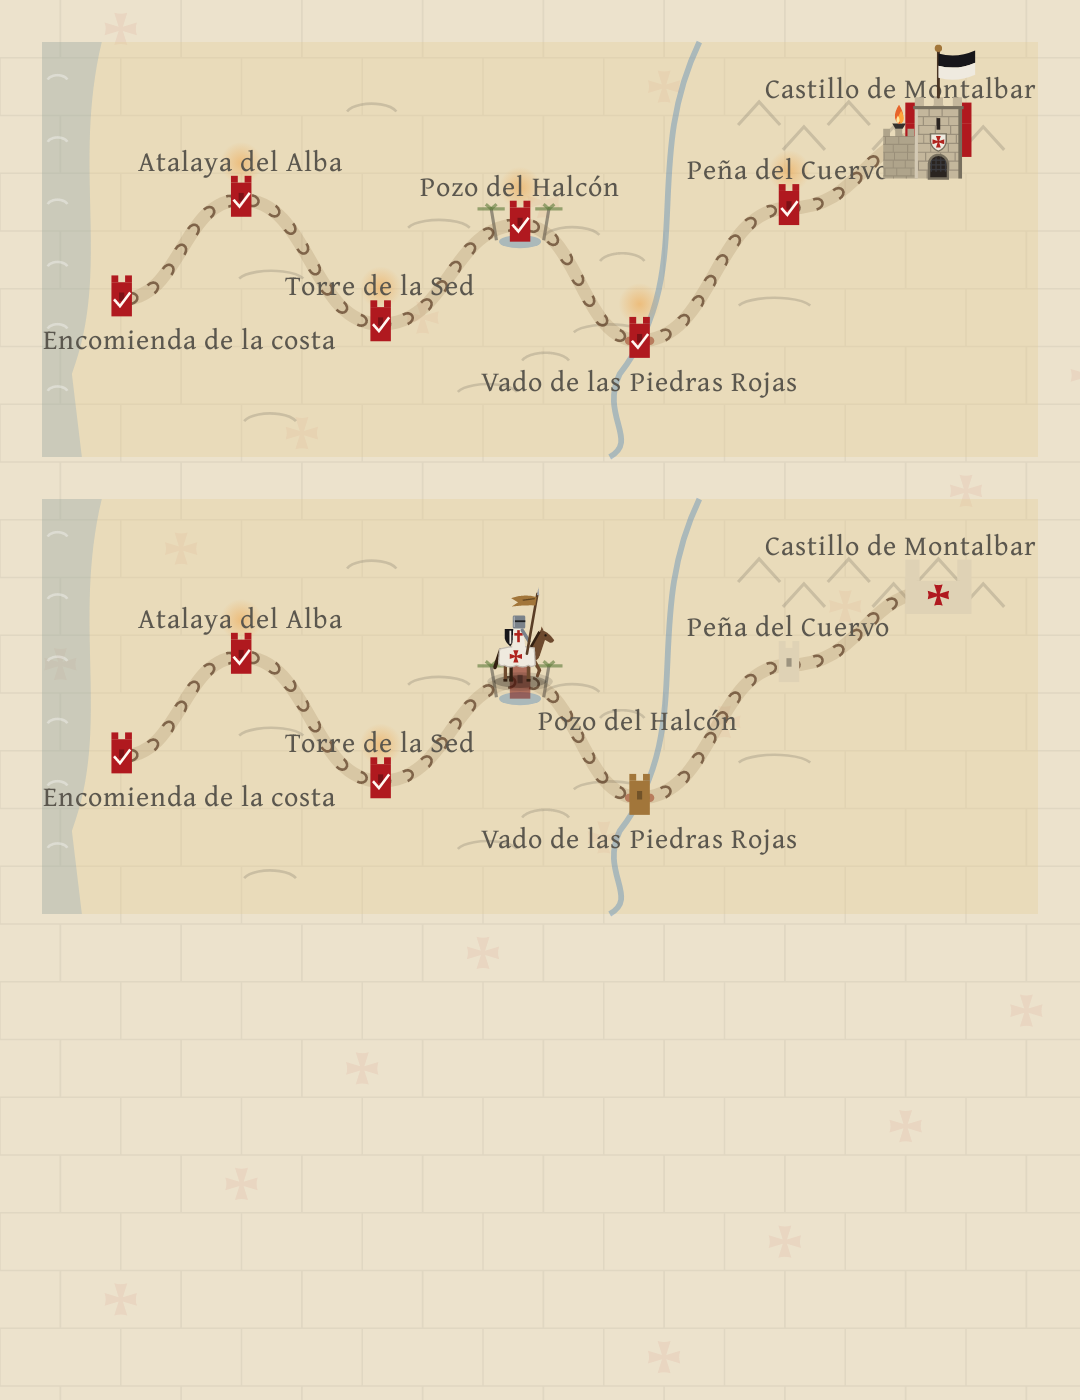 Castillo de Montalbar
Atalaya del Alba
Peña del Cuervo
Pozo del Halcón
Torre de la Sed
Encomienda de la costa
Vado de las Piedras Rojas
Castillo de Montalbar
Atalaya del Alba
Peña del Cuervo
Pozo del Halcón
Torre de la Sed
Encomienda de la costa
Vado de las Piedras Rojas